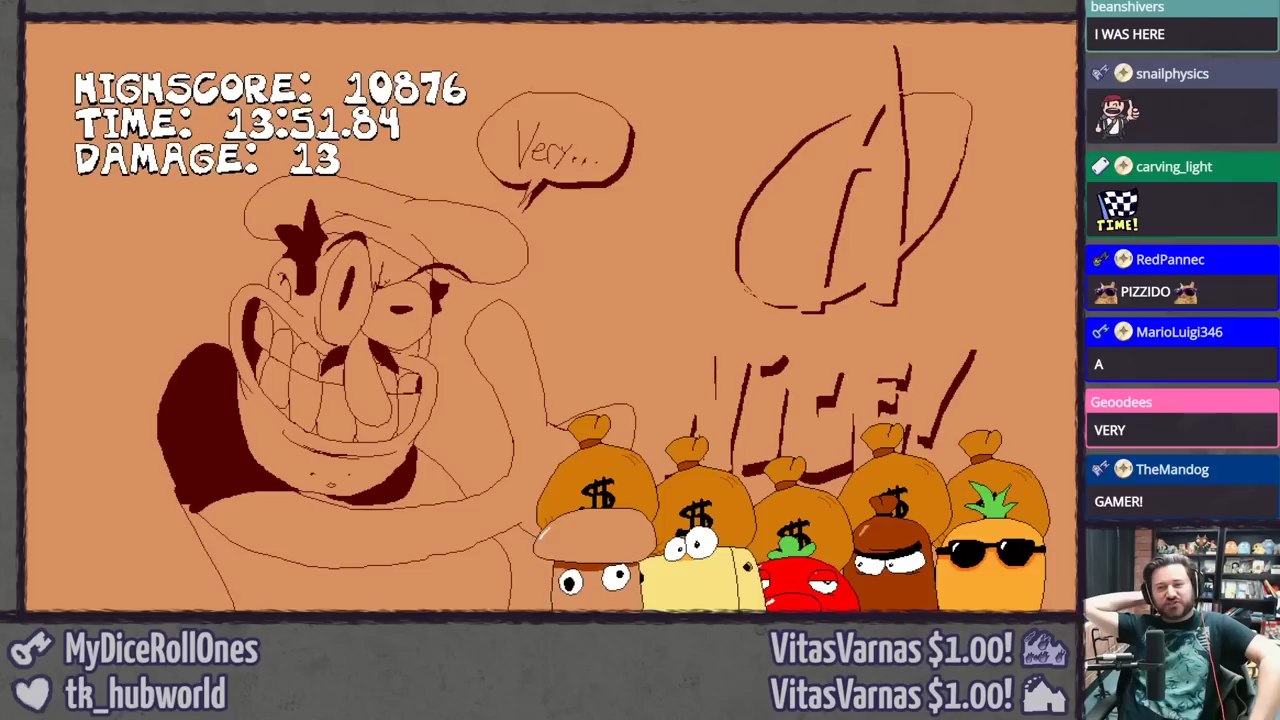 HIGHSCORE: 10876
TIME: 13:51.84
DAMAGE: 13
Very...
$
$
$
$
beanshivers
I WAS HERE
snailphysics
carving_light
TIME!
RedPannec
PIZZIDO
MarioLuigi346
A
Geoodees
VERY
TheMandog
GAMER!
MyDiceRollOnes
tk_hubworld
VitasVarnas $1.00!
VitasVarnas $1.00!